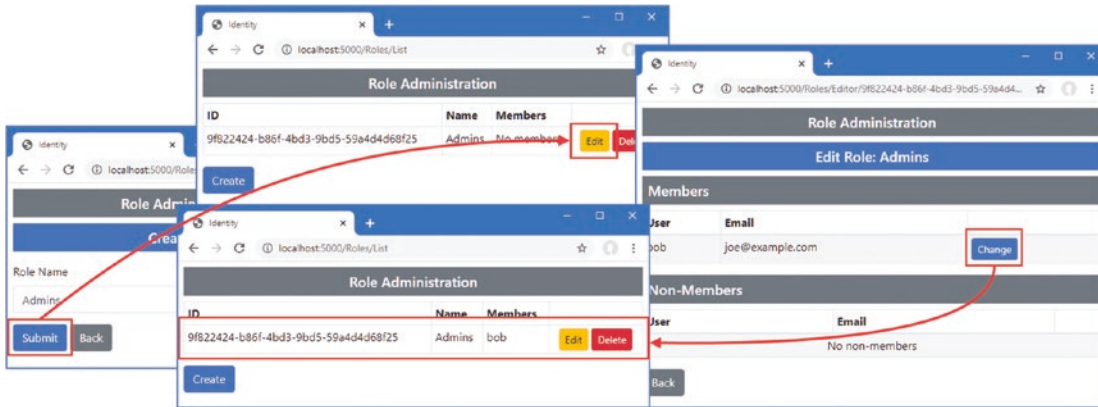 Identity
localhost:5000/Roles/List
Role Administration
ID Name Members
9f822424-b86f-4bd3-9bd5-59a4d4d68f25 Admins No members Edit
Create
Identity
localhost:5000/Role
Role
Role Name
Admins
Submit Back
Identity
localhost:5000/Roles/List
Role Administration
ID Name Members
9f822424-b86f-4bd3-9bd5-59a4d4d68f25 Admins bob Edit Delete
Create
Identity
localhost:5000/Roles/Editor/9f822424-b86f-4bd3-9bd5-59a4d4...
Role Administration
Edit Role: Admins
Members
User Email
bob joe@example.com Change
Non-Members
User Email
No non-members
Back